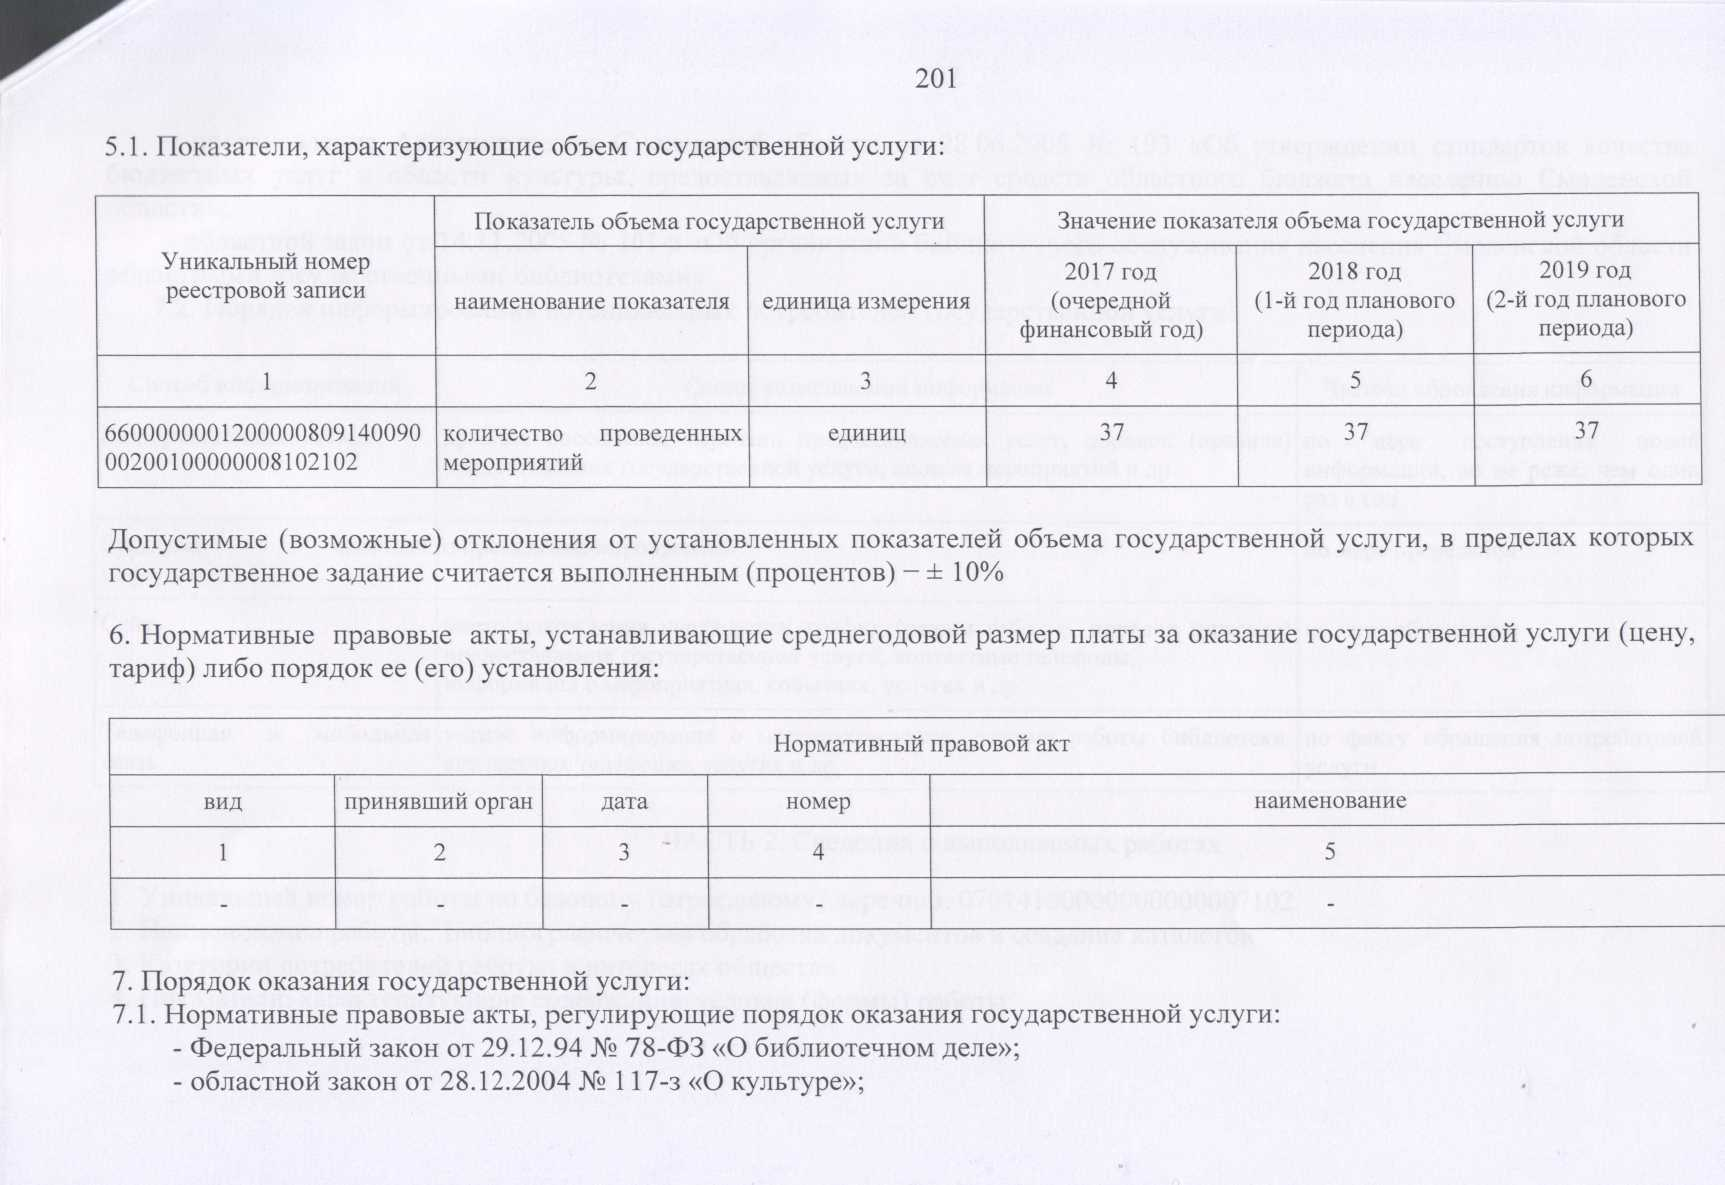 201
5.1. Показатели, характеризующие объем государственной услуги:
Уникальный номер
реестровой записи
Показатель объема государственной услуги
Значение показателя объема государственной услуги
наименование показателя
единица измерения
2017 год
(очередной
финансовый год)
2018 год
(1-й год планового
периода)
2019 год
(2-й год планового
периода)
1 2 3 4 5 6
66000000001200000809140090
00200100000008102102
количество проведенных
мероприятий
единиц
37 37 37
Допустимые (возможные) отклонения от установленных показателей объема государственной услуги, в пределах которых
государственное задание считается выполненным (процентов) − ± 10%
6. Нормативные правовые акты, устанавливающие среднегодовой размер платы за оказание государственной услуги (цену,
тариф) либо порядок ее (его) установления:
Нормативный правовой акт
вид принявший орган дата номер наименование
1 2 3 4 5
- - - - -
7. Порядок оказания государственной услуги:
7.1. Нормативные правовые акты, регулирующие порядок оказания государственной услуги:
- Федеральный закон от 29.12.94 № 78-ФЗ «О библиотечном деле»;
- областной закон от 28.12.2004 № 117-з «О культуре»;